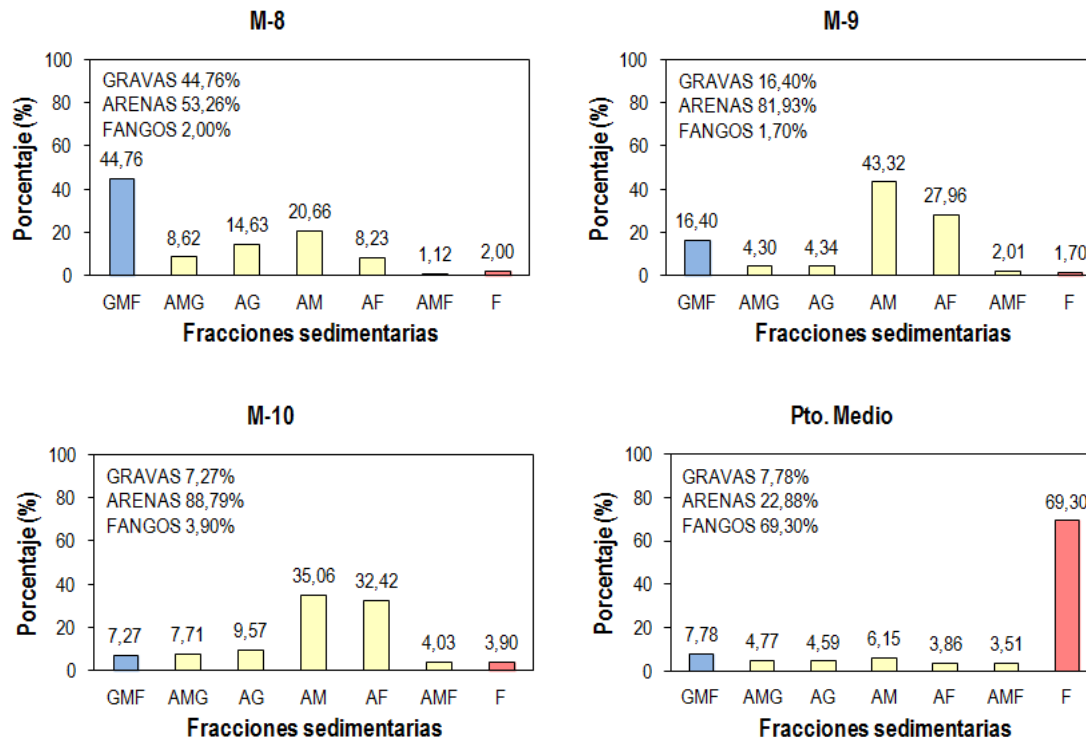 M-8
GRAVAS 44,76%
ARENAS 53,26%
FANGOS 2,00%
Porcentaje (%)
100
80
60
40
20
0
44,76
8,62
14,63
20,66
8,23
1,12
2,00
GMF AMG AG AM AF AMF F
Fracciones sedimentarias
M-9
GRAVAS 16,40%
ARENAS 81,93%
FANGOS 1,70%
Porcentaje (%)
100
80
60
40
20
0
16,40
4,30
4,34
43,32
27,96
2,01
1,70
GMF AMG AG AM AF AMF F
Fracciones sedimentarias
M-10
GRAVAS 7,27%
ARENAS 88,79%
FANGOS 3,90%
Porcentaje (%)
100
80
60
40
20
0
7,27
7,71
9,57
35,06
32,42
4,03
3,90
GMF AMG AG AM AF AMF F
Fracciones sedimentarias
Pto. Medio
GRAVAS 7,78%
ARENAS 22,88%
FANGOS 69,30%
Porcentaje (%)
100
80
60
40
20
0
7,78
4,77
4,59
6,15
3,86
3,51
69,30
GMF AMG AG AM AF AMF F
Fracciones sedimentarias